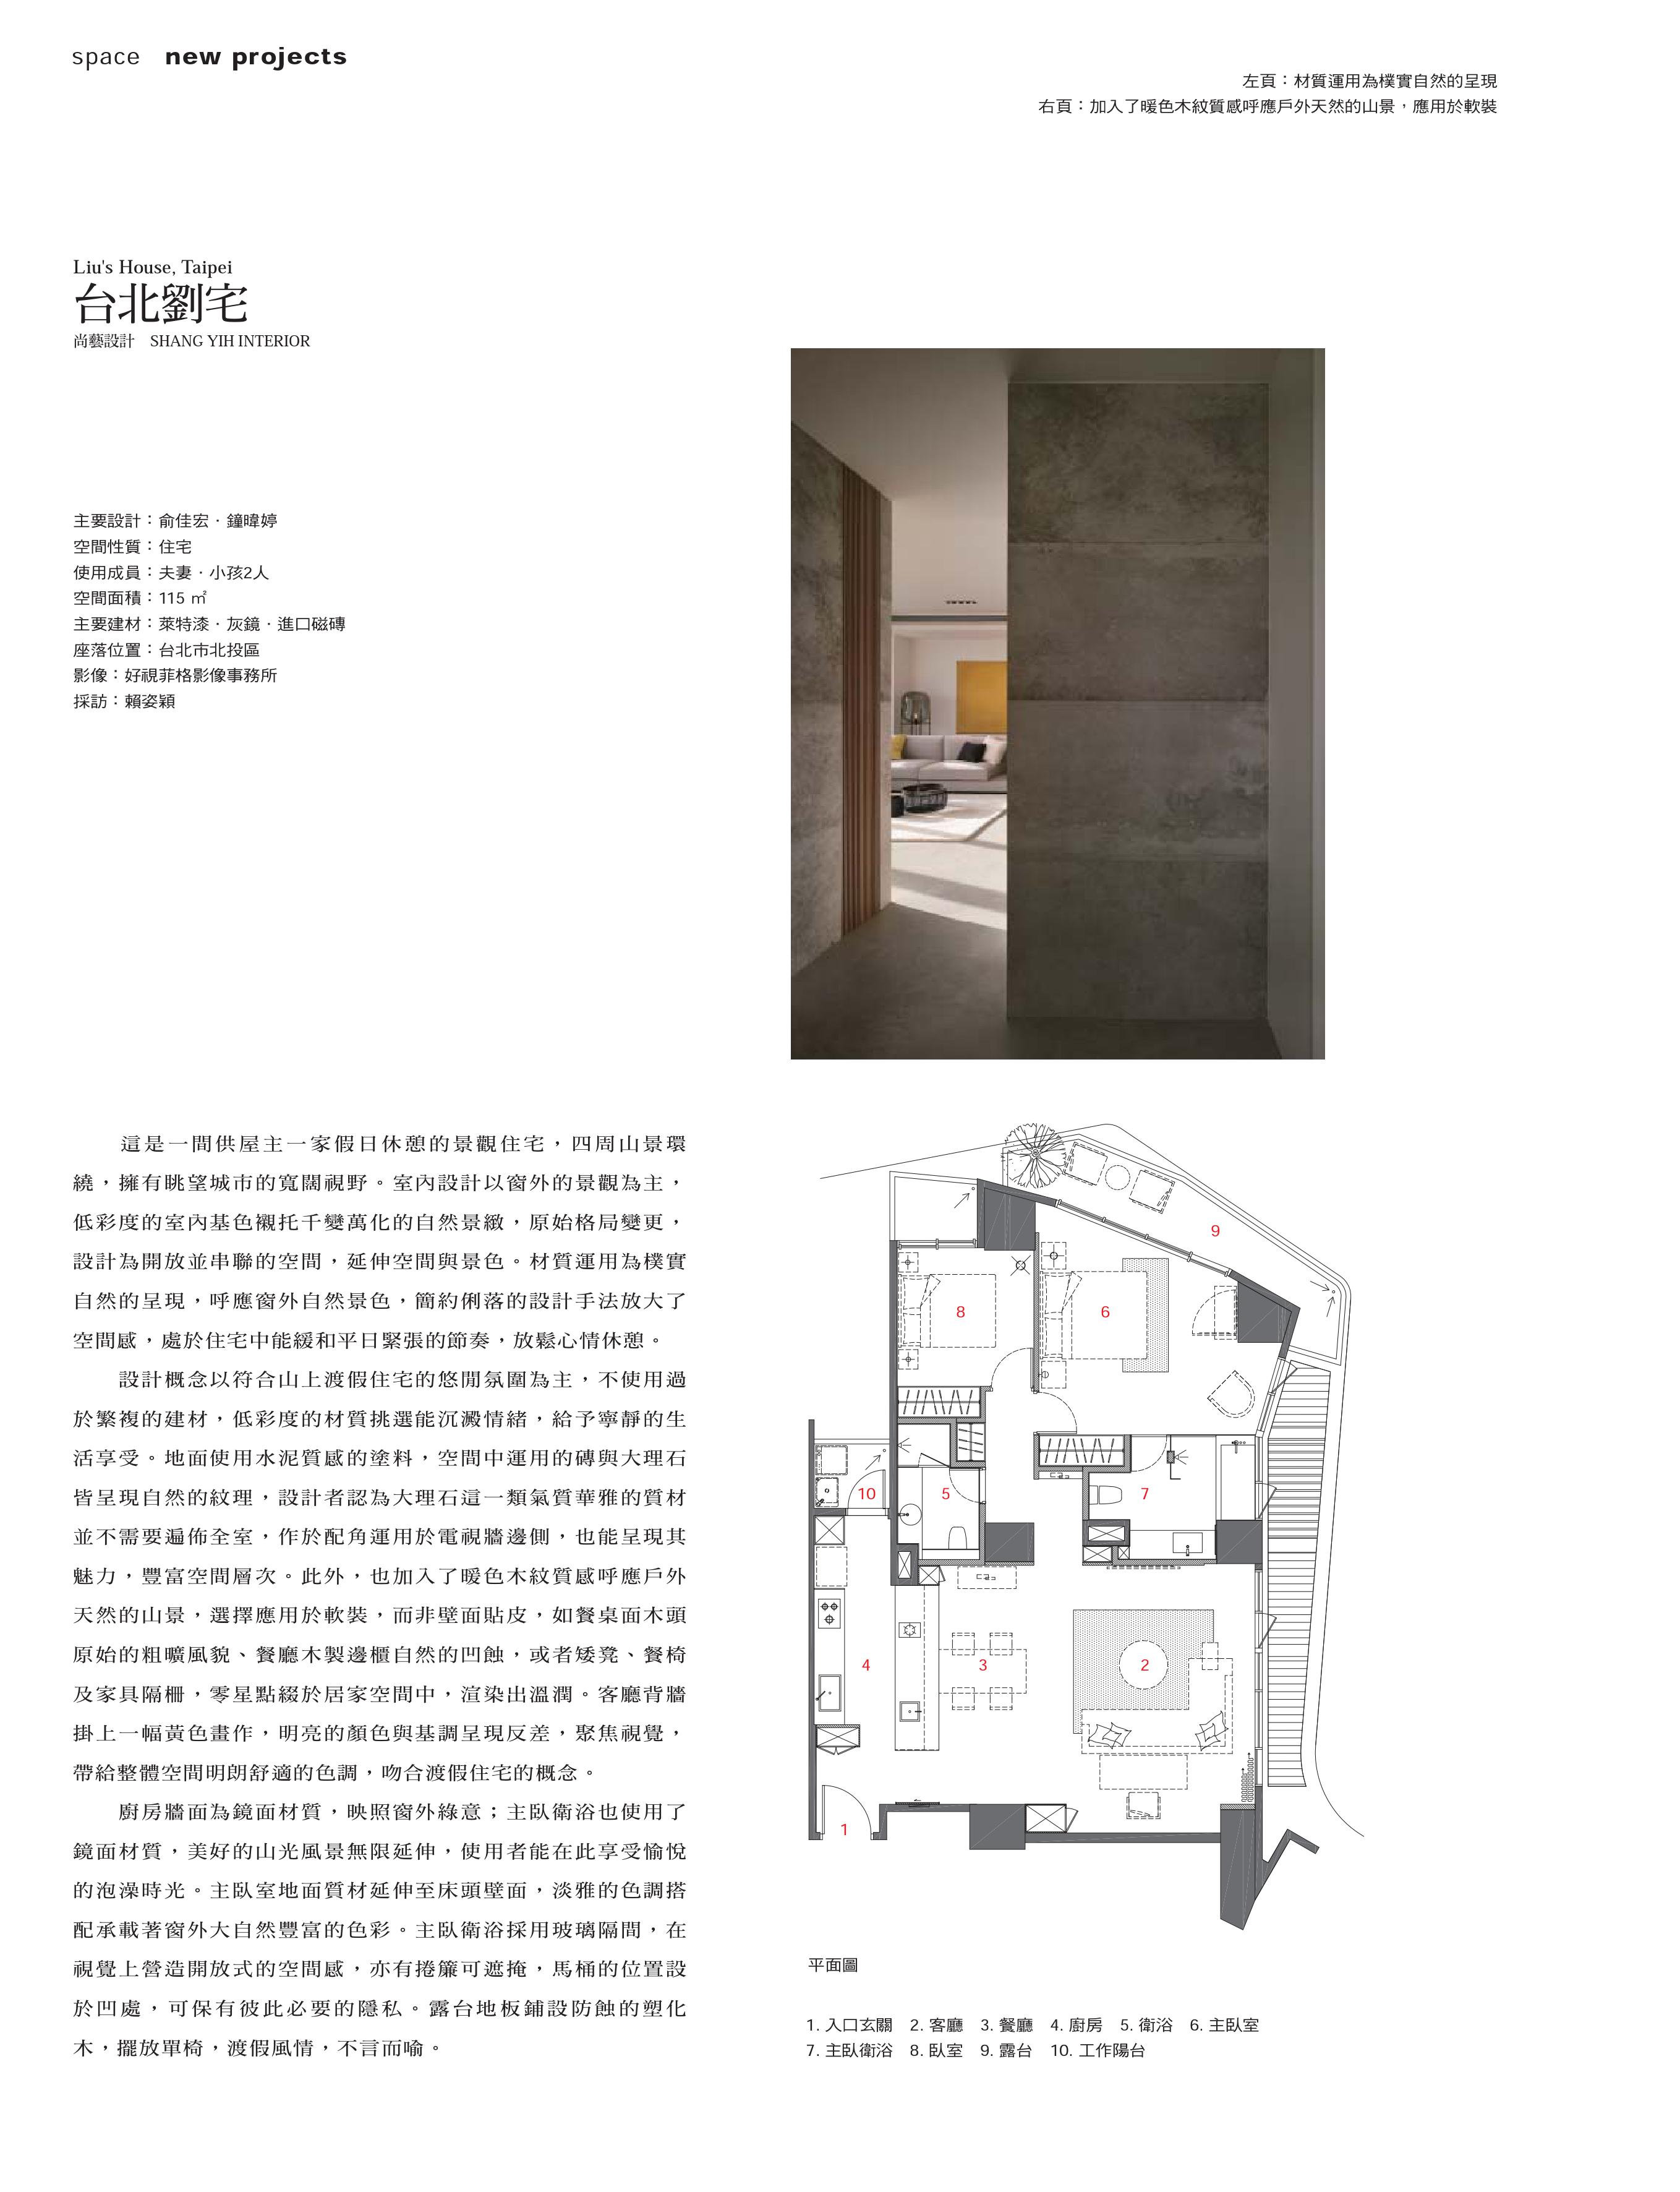 space new projects
左頁：材質運用為樸實自然的呈現
右頁：加入了暖色木紋質感呼應戶外天然的山景，應用於軟裝
Liu's House, Taipei
台北劉宅
尚藝設計 SHANG YIH INTERIOR
主要設計：俞佳宏．鐘暐婷
空間性質：住宅
使用成員：夫妻．小孩2人
空間面積：115 ㎡
主要建材：萊特漆．灰鏡．進口磁磚
座落位置：台北市北投區
影像：好視菲格影像事務所
採訪：賴姿穎
這是一間供屋主一家假日休憩的景觀住宅，四周山景環
繞，擁有眺望城市的寬闊視野。室內設計以窗外的景觀為主，
低彩度的室內基色襯托千變萬化的自然景緻，原始格局變更，
設計為開放並串聯的空間，延伸空間與景色。材質運用為樸實
自然的呈現，呼應窗外自然景色，簡約俐落的設計手法放大了
空間感，處於住宅中能緩和平日緊張的節奏，放鬆心情休憩。
設計概念以符合山上渡假住宅的悠閒氛圍為主，不使用過
於繁複的建材，低彩度的材質挑選能沉澱情緒，給予寧靜的生
活享受。地面使用水泥質感的塗料，空間中運用的磚與大理石
皆呈現自然的紋理，設計者認為大理石這一類氣質華雅的質材
並不需要遍佈全室，作於配角運用於電視牆邊側，也能呈現其
魅力，豐富空間層次。此外，也加入了暖色木紋質感呼應戶外
天然的山景，選擇應用於軟裝，而非壁面貼皮，如餐桌面木頭
原始的粗曠風貌、餐廳木製邊櫃自然的凹蝕，或者矮凳、餐椅
及家具隔柵，零星點綴於居家空間中，渲染出溫潤。客廳背牆
掛上一幅黃色畫作，明亮的顏色與基調呈現反差，聚焦視覺，
帶給整體空間明朗舒適的色調，吻合渡假住宅的概念。
廚房牆面為鏡面材質，映照窗外綠意；主臥衛浴也使用了
鏡面材質，美好的山光風景無限延伸，使用者能在此享受愉悅
的泡澡時光。主臥室地面質材延伸至床頭壁面，淡雅的色調搭
配承載著窗外大自然豐富的色彩。主臥衛浴採用玻璃隔間，在
視覺上營造開放式的空間感，亦有捲簾可遮掩，馬桶的位置設
於凹處，可保有彼此必要的隱私。露台地板鋪設防蝕的塑化
木，擺放單椅，渡假風情，不言而喻。
9
8
6
10
5
7
4
3
2
1
平面圖
1. 入口玄關 2. 客廳 3. 餐廳 4. 廚房 5. 衛浴 6. 主臥室
7. 主臥衛浴 8. 臥室 9. 露台 10. 工作陽台